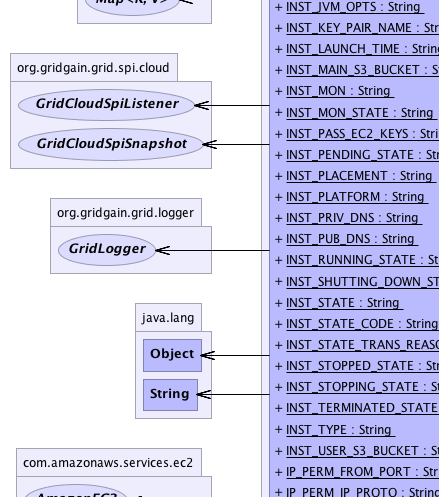 Map<K, V>
org.gridgain.grid.spi.cloud
GridCloudSpiListener
GridCloudSpiSnapshot
org.gridgain.grid.logger
GridLogger
java.lang
Object
String
com.amazonaws.services.ec2
AmazonEC2
+ INST_JVM_OPTS : String
+ INST_KEY_PAIR_NAME : Stri
+ INST_LAUNCH_TIME : String
+ INST_MAIN_S3_BUCKET : St
+ INST_MON : String
+ INST_MON_STATE : String
+ INST_PASS_EC2_KEYS : Stri
+ INST_PENDING_STATE : Str
+ INST_PLACEMENT : String
+ INST_PLATFORM : String
+ INST_PRIV_DNS : String
+ INST_PUB_DNS : String
+ INST_RUNNING_STATE : St
+ INST_SHUTTING_DOWN_ST
+ INST_STATE : String
+ INST_STATE_CODE : String
+ INST_STATE_TRANS_REASO
+ INST_STOPPED_STATE : Str
+ INST_STOPPING_STATE : St
+ INST_TERMINATED_STATE
+ INST_TYPE : String
+ INST_USER_S3_BUCKET : St
+ IP_PERM_FROM_PORT : Stri
+ IP_PERM_IP_PROTO : String